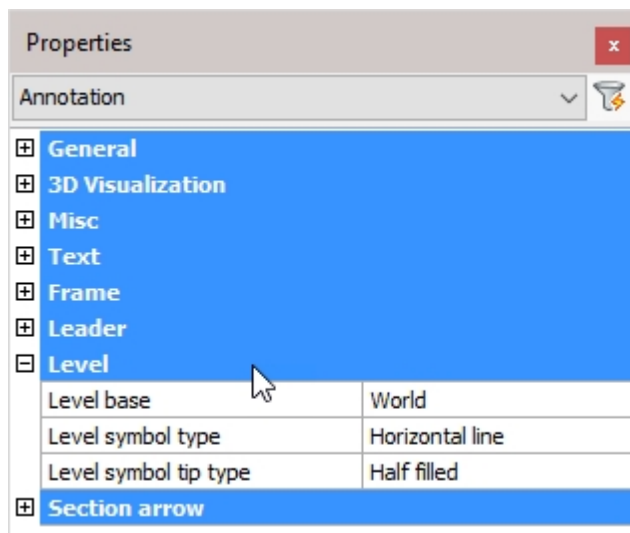 Properties
x
Annotation
General
3D Visualization
Misc
Text
Frame
Leader
Level
Level base World
Level symbol type Horizontal line
Level symbol tip type Half filled
Section arrow